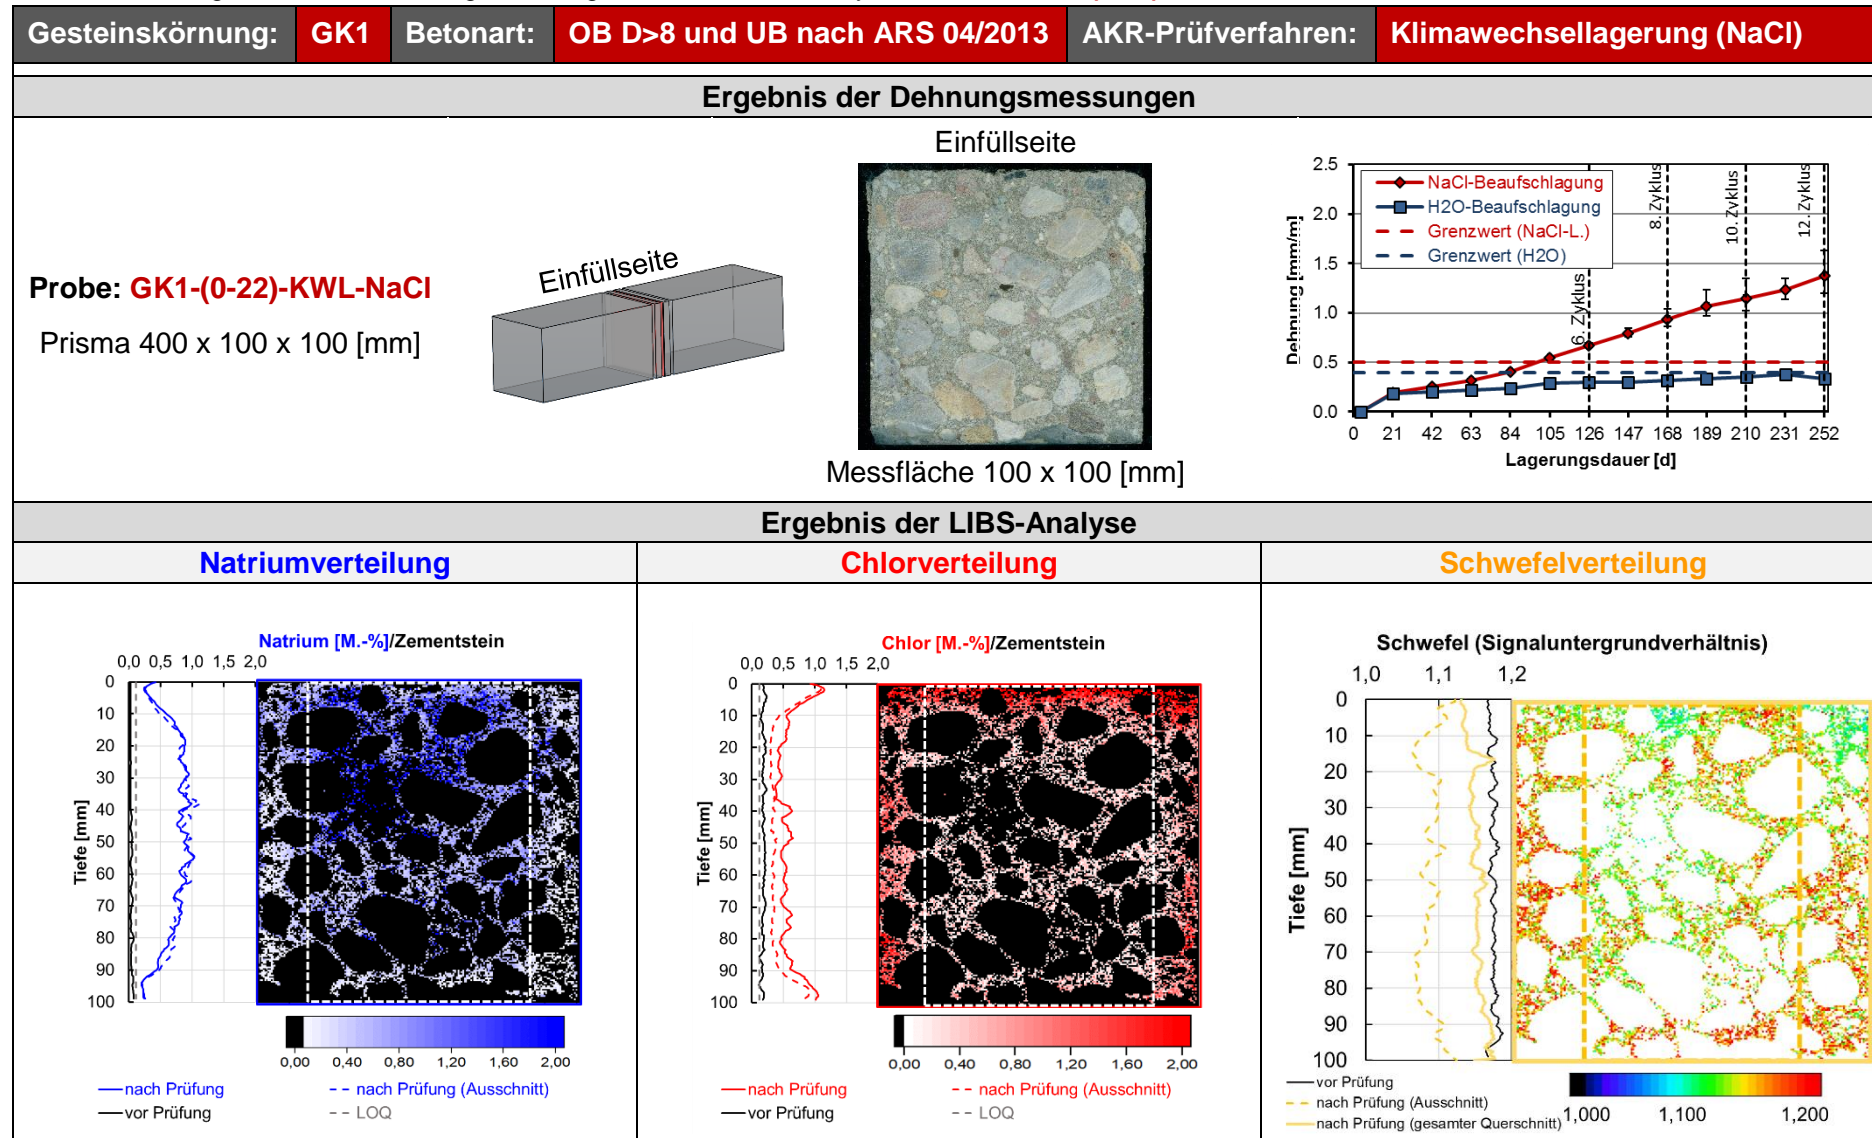 Gesteinskörnung: GK1 Betonart: OB D>8 und UB nach ARS 04/2013 AKR-Prüfverfahren: Klimawechsellagerung (NaCl)
Ergebnis der Dehnungsmessungen
Probe: GK1-(0-22)-KWL-NaCl
Prisma 400 x 100 x 100 [mm]
Einfüllseite
Einfüllseite
Messfläche 100 x 100 [mm]
Dehnung [mm/m]
2.5
2.0
1.5
1.0
0.5
0.0
NaCl-Beaufschlagung
H2O-Beaufschlagung
Grenzwert (NaCl-L.)
Grenzwert (H2O)
6. Zyklus
8. Zyklus
10. Zyklus
12. Zyklus
0 21 42 63 84 105 126 147 168 189 210 231 252
Lagerungsdauer [d]
Ergebnis der LIBS-Analyse
Natriumverteilung
Chlorverteilung
Schwefelverteilung
Natrium [M.-%]/Zementstein
0,0 0,5 1,0 1,5 2,0
Tiefe [mm]
0
10
20
30
40
50
60
70
80
90
100
0,00 0,40 0,80 1,20 1,60 2,00
nach Prüfung
nach Prüfung (Ausschnitt)
vor Prüfung
LOQ
Chlor [M.-%]/Zementstein
0,0 0,5 1,0 1,5 2,0
Tiefe [mm]
0
10
20
30
40
50
60
70
80
90
100
0,00 0,40 0,80 1,20 1,60 2,00
nach Prüfung
nach Prüfung (Ausschnitt)
vor Prüfung
LOQ
Schwefel (Signaluntergrundverhältnis)
1,0 1,1 1,2
Tiefe [mm]
0
10
20
30
40
50
60
70
80
90
100
vor Prüfung
nach Prüfung (Ausschnitt)
nach Prüfung (gesamter Querschnitt)
1,000 1,100 1,200